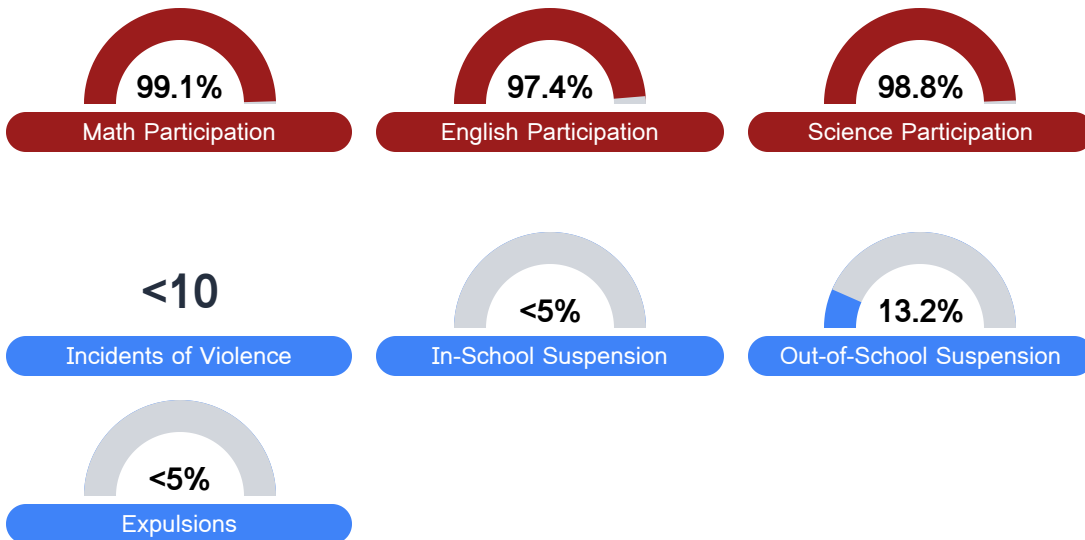 99.1%
Math Participation
97.4%
English Participation
98.8%
Science Participation
<10
Incidents of Violence
<5%
In-School Suspension
13.2%
Out-of-School Suspension
<5%
Expulsions